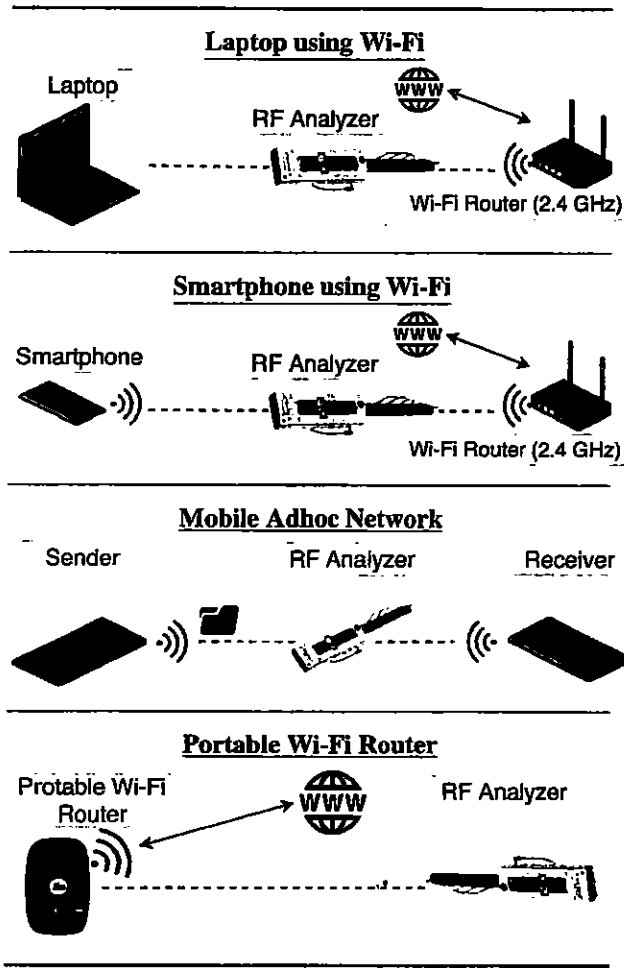 Laptop using Wi-Fi
Laptop
WWW
RF Analyzer
Wi-Fi Router (2.4 GHz)
Smartphone using Wi-Fi
WWW
Smartphone
RF Analyzer
Wi-Fi Router (2.4 GHz)
Mobile Adhoc Network
Sender
RF Analyzer
Receiver
Portable Wi-Fi Router
Protable Wi-Fi
Router
WWW
RF Analyzer